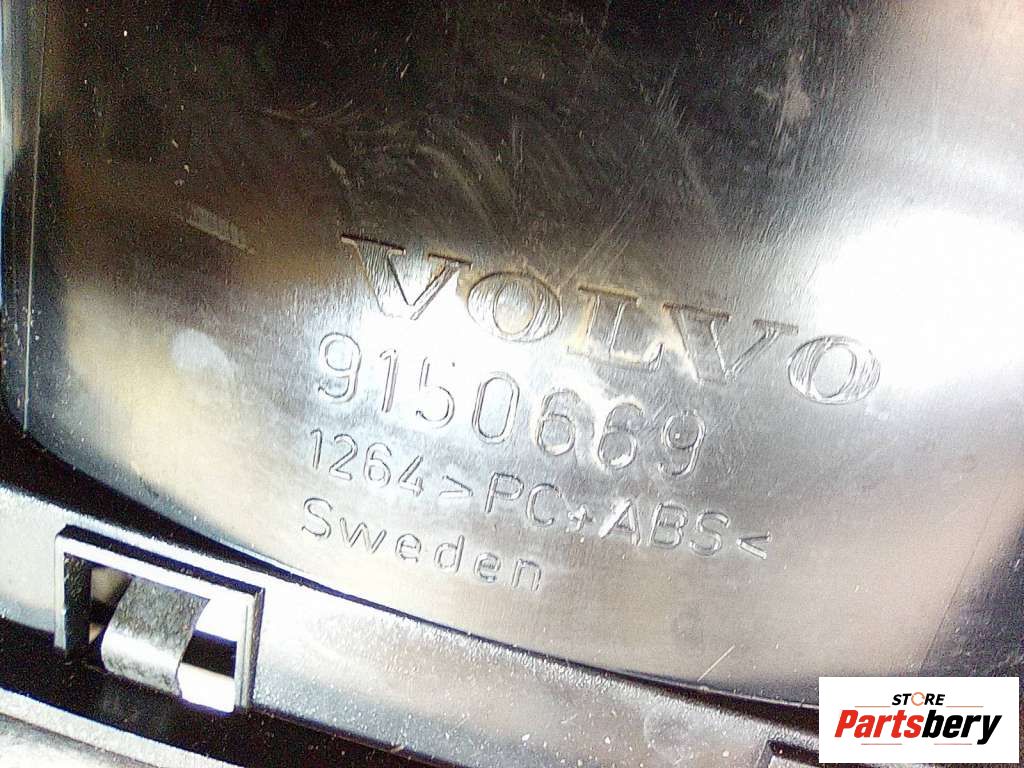 VOLVO
9150669
1264 >PC+ABS<
Sweden
STORE
Partsbery